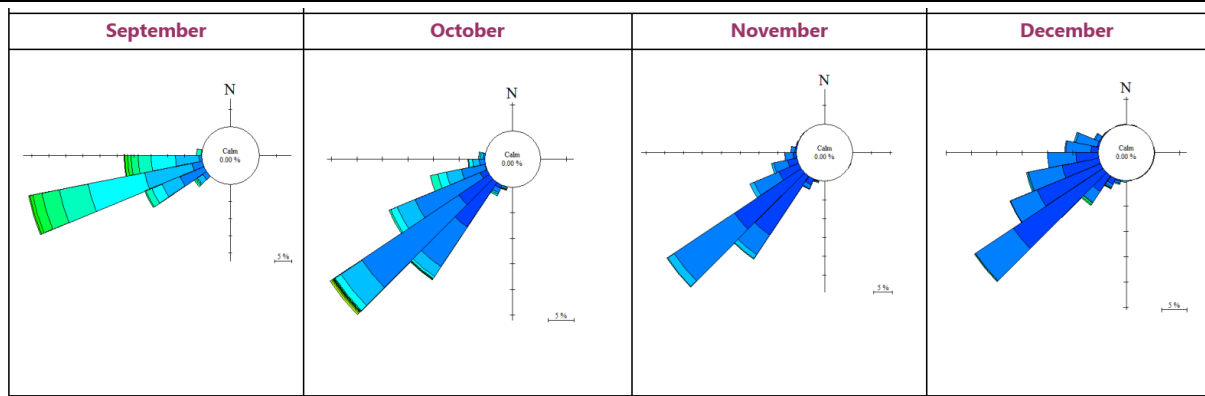 September
October
November
December
N
Calm
0.00 %
5 %
N
Calm
0.00 %
5 %
N
Calm
0.00 %
5 %
N
Calm
0.00 %
5 %